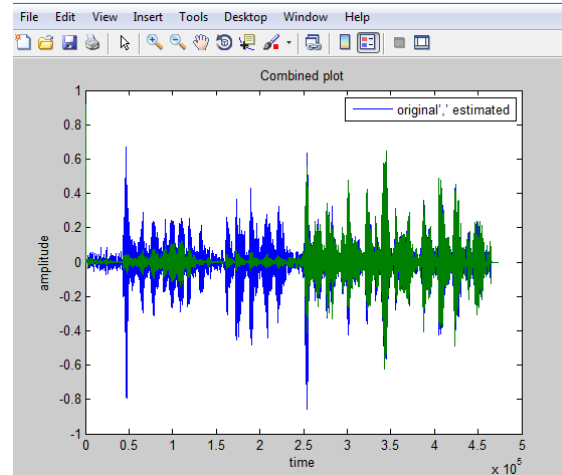 File Edit View Insert Tools Desktop Window Help
Combined plot
original',' estimated
1
0.8
0.6
0.4
0.2
0
-0.2
-0.4
-0.6
-0.8
-1
amplitude
0 0.5 1 1.5 2 2.5 3 3.5 4 4.5 5
time
x 10^5